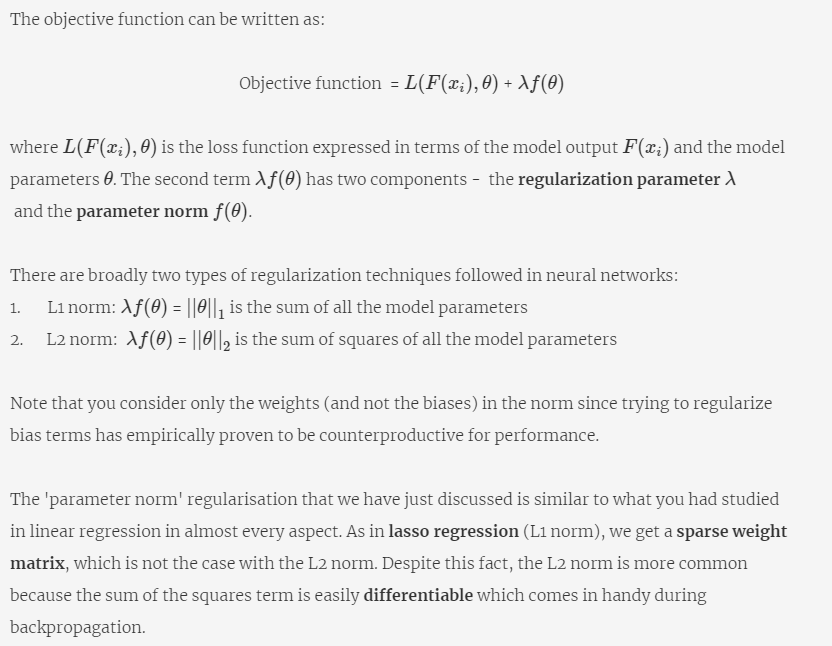 The objective function can be written as:
Objective function = L(F(xᵢ), θ) + λf(θ)
where L(F(xᵢ), θ) is the loss function expressed in terms of the model output F(xᵢ) and the model
parameters θ. The second term λf(θ) has two components - the regularization parameter λ
and the parameter norm f(θ).
There are broadly two types of regularization techniques followed in neural networks:
1. L1 norm: λf(θ) = ||θ||₁ is the sum of all the model parameters
2. L2 norm: λf(θ) = ||θ||₂ is the sum of squares of all the model parameters
Note that you consider only the weights (and not the biases) in the norm since trying to regularize
bias terms has empirically proven to be counterproductive for performance.
The 'parameter norm' regularisation that we have just discussed is similar to what you had studied
in linear regression in almost every aspect. As in lasso regression (L1 norm), we get a sparse weight
matrix, which is not the case with the L2 norm. Despite this fact, the L2 norm is more common
because the sum of the squares term is easily differentiable which comes in handy during
backpropagation.